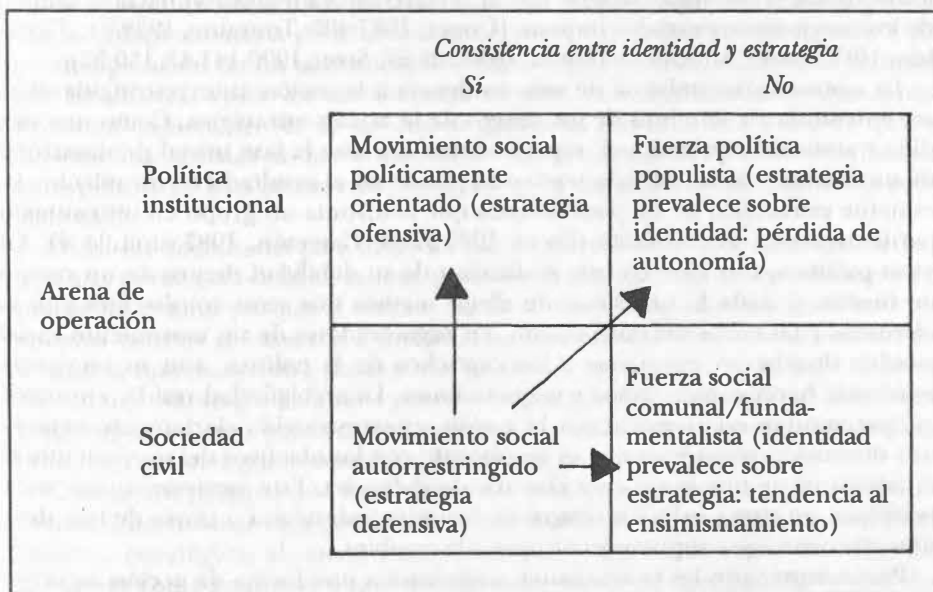 Consistencia entre identidad y estrategia
Sí No
Política
institucional
Movimiento social
políticamente
orientado (estrategia
ofensiva)
Fuerza política
populista (estrategia
prevalece sobre
identidad: pérdida de
autonomía)
Arena de
operación
Sociedad
civil
Movimiento social
autorrestringido
(estrategia
defensiva)
Fuerza social
comunal/funda-
mentalista (identidad
prevalece sobre
estrategia: tendencia al
ensimismamiento)